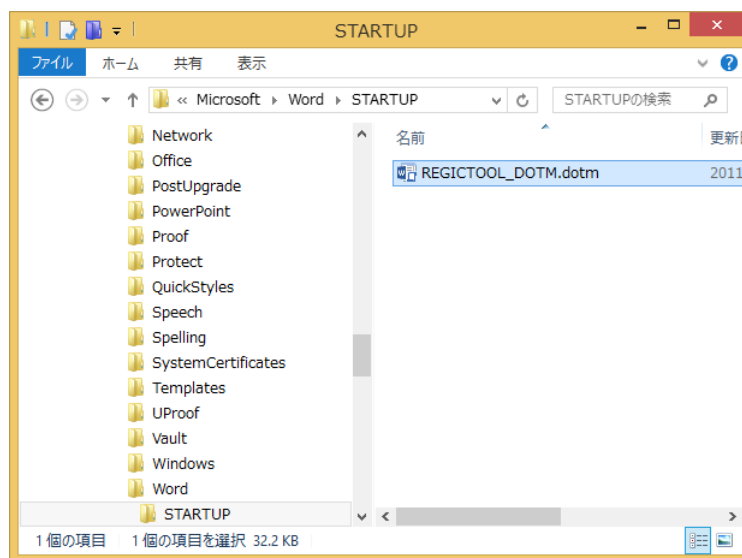 STARTUP
ファイル ホーム 共有 表示
« Microsoft Word STARTUP STARTUPの検索
名前 更新
REGICTOOL_DOTM.dotm 2011
Network
Office
PostUpgrade
PowerPoint
Proof
Protect
QuickStyles
Speech
Spelling
SystemCertificates
Templates
UProof
Vault
Windows
Word
STARTUP
1 個の項目 1 個の項目を選択 32.2 KB